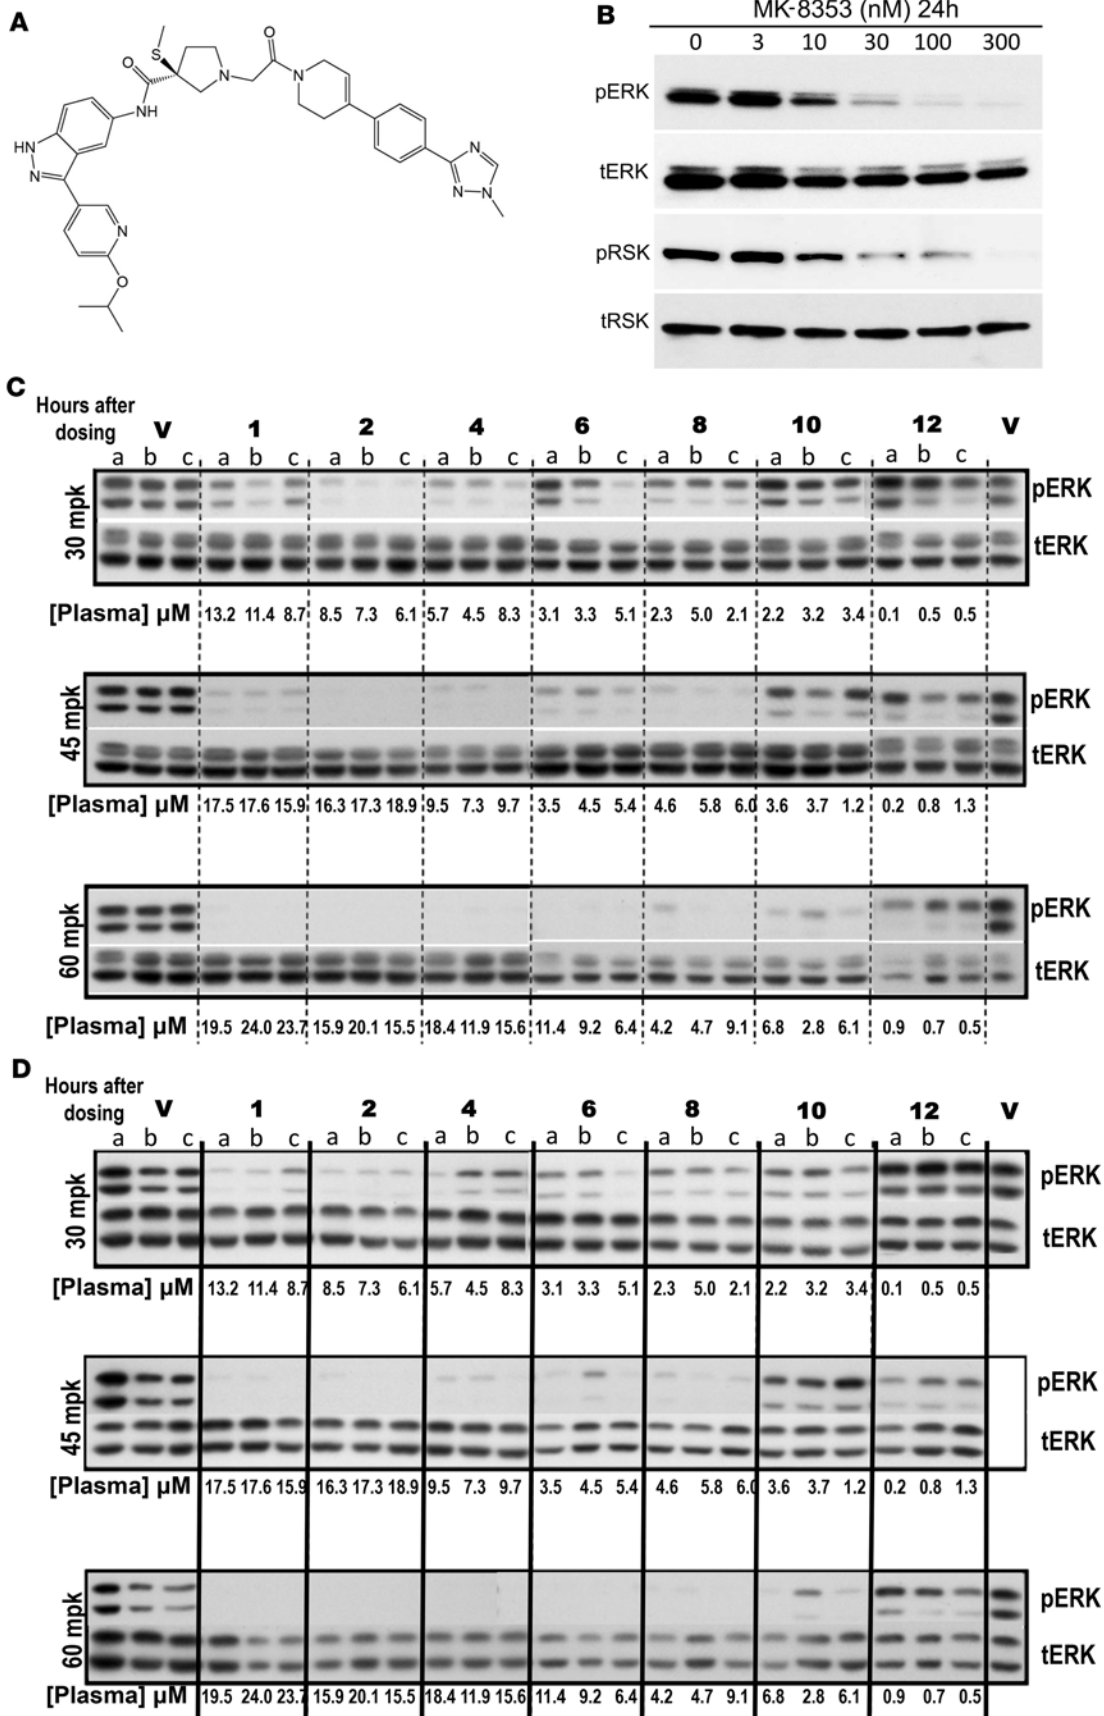 A
S
O
O
N
N
NH
HN
N
N
O
N
N
N
B
MK-8353 (nM) 24h
0 3 10 30 100 300
pERK
tERK
pRSK
tRSK
C
Hours after
dosing V 1 2 4 6 8 10 12 V
a b c a b c a b c a b c a b c a b c a b c a b c
30 mpk
pERK
tERK
[Plasma] µM 13.2 11.4 8.7 8.5 7.3 6.1 5.7 4.5 8.3 3.1 3.3 5.1 2.3 5.0 2.1 2.2 3.2 3.4 0.1 0.5 0.5
45 mpk
pERK
tERK
[Plasma] µM 17.5 17.6 15.9 16.3 17.3 18.9 9.5 7.3 9.7 3.5 4.5 5.4 4.6 5.8 6.0 3.6 3.7 1.2 0.2 0.8 1.3
60 mpk
pERK
tERK
[Plasma] µM 19.5 24.0 23.7 15.9 20.1 15.5 18.4 11.9 15.6 11.4 9.2 6.4 4.2 4.7 9.1 6.8 2.8 6.1 0.9 0.7 0.5
D
Hours after
dosing V 1 2 4 6 8 10 12 V
a b c a b c a b c a b c a b c a b c a b c a b c
30 mpk
pERK
tERK
[Plasma] µM 13.2 11.4 8.7 8.5 7.3 6.1 5.7 4.5 8.3 3.1 3.3 5.1 2.3 5.0 2.1 2.2 3.2 3.4 0.1 0.5 0.5
45 mpk
pERK
tERK
[Plasma] µM 17.5 17.6 15.9 16.3 17.3 18.9 9.5 7.3 9.7 3.5 4.5 5.4 4.6 5.8 6.0 3.6 3.7 1.2 0.2 0.8 1.3
60 mpk
pERK
tERK
[Plasma] µM 19.5 24.0 23.7 15.9 20.1 15.5 18.4 11.9 15.6 11.4 9.2 6.4 4.2 4.7 9.1 6.8 2.8 6.1 0.9 0.7 0.5